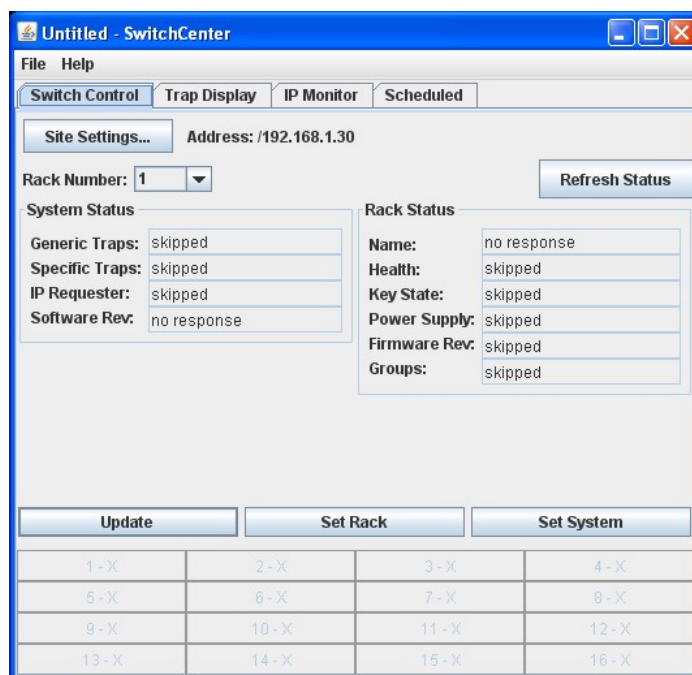 Untitled - SwitchCenter
File Help
Switch Control Trap Display IP Monitor Scheduled
Site Settings... Address: /192.168.1.30
Rack Number: 1 Refresh Status
System Status
Generic Traps: skipped
Specific Traps: skipped
IP Requester: skipped
Software Rev: no response
Rack Status
Name: no response
Health: skipped
Key State: skipped
Power Supply: skipped
Firmware Rev: skipped
Groups: skipped
Update Set Rack Set System
1 - X 2 - X 3 - X 4 - X
5 - X 6 - X 7 - X 8 - X
9 - X 10 - X 11 - X 12 - X
13 - X 14 - X 15 - X 16 - X